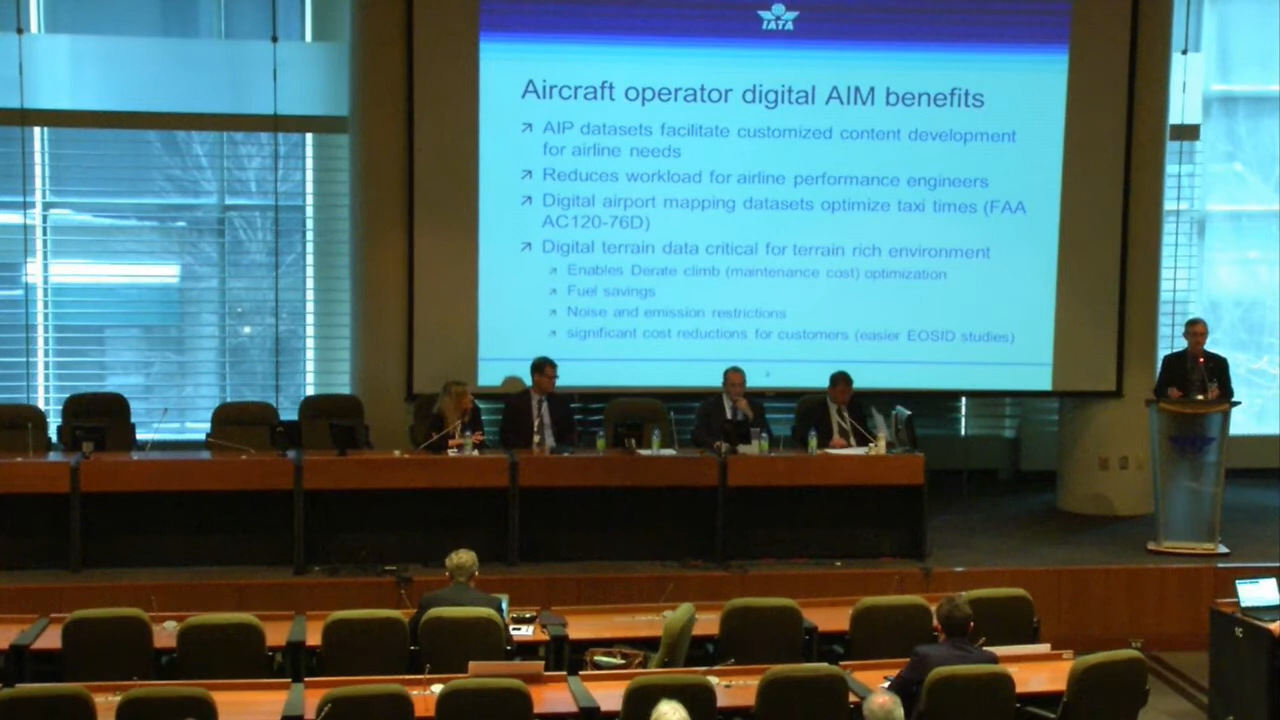 IATA
Aircraft operator digital AIM benefits
AIP datasets facilitate customized content development
for airline needs
Reduces workload for airline performance engineers
Digital airport mapping datasets optimize taxi times (FAA
AC120-76D)
Digital terrain data critical for terrain rich environment
Enables Derate climb (maintenance cost) optimization
Fuel savings
Noise and emission restrictions
significant cost reductions for customers (easier EOSID studies)